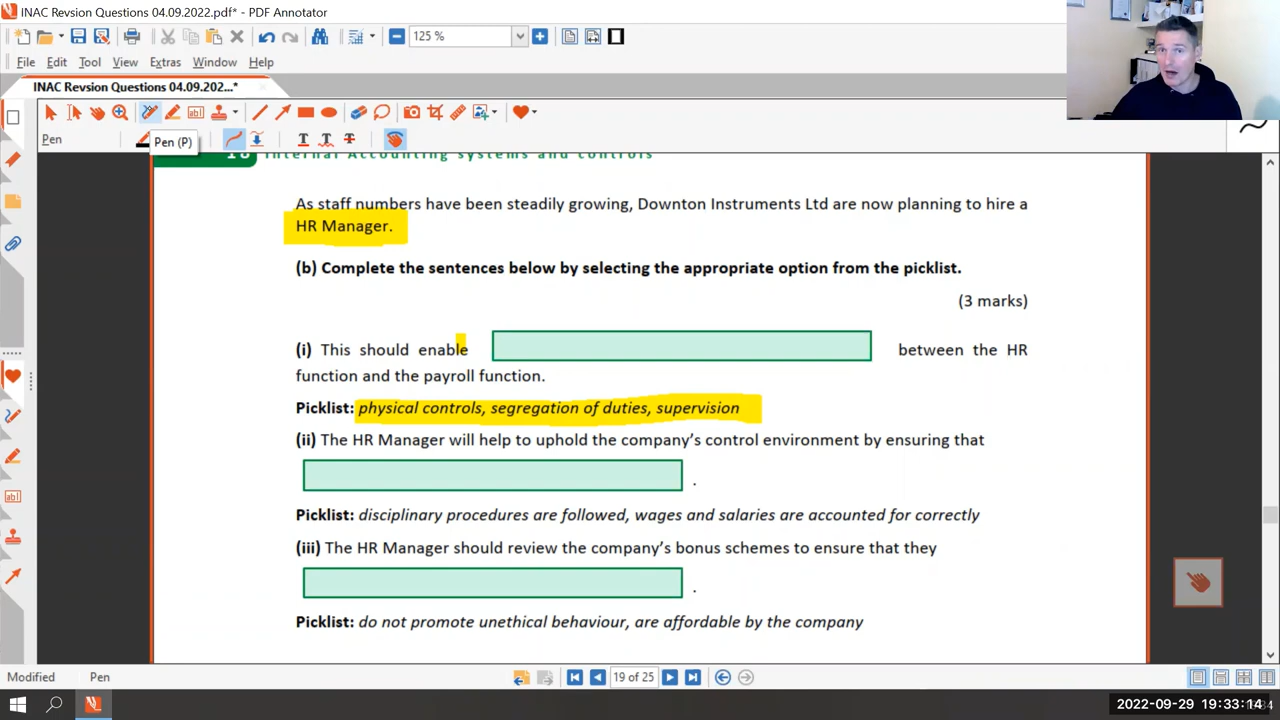 INAC Revsion Questions 04.09.2022.pdf* - PDF Annotator
125 %
File Edit Tool View Extras Window Help
INAC Revsion Questions 04.09.202...*
Pen
Pen (P)
18 Internal Accounting systems and controls
As staff numbers have been steadily growing, Downton Instruments Ltd are now planning to hire a
HR Manager.
(b) Complete the sentences below by selecting the appropriate option from the picklist.
(3 marks)
(i) This should enable between the HR
function and the payroll function.
Picklist: physical controls, segregation of duties, supervision
(ii) The HR Manager will help to uphold the company's control environment by ensuring that
.
Picklist: disciplinary procedures are followed, wages and salaries are accounted for correctly
(iii) The HR Manager should review the company's bonus schemes to ensure that they
.
Picklist: do not promote unethical behaviour, are affordable by the company
Modified Pen 19 of 25
2022-09-29 19:33:14